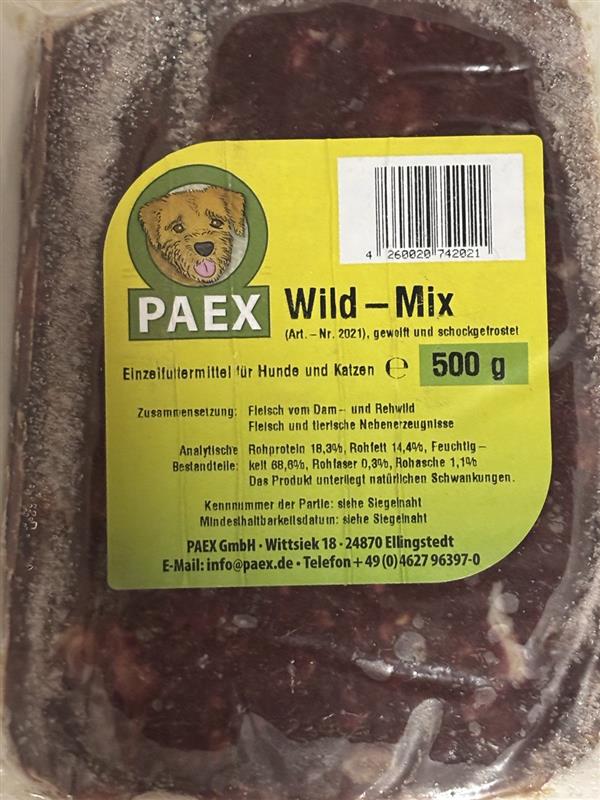 4 260020 742021
PAEX
Wild – Mix
(Art. – Nr. 2021), gewolft und schockgefrostet
Einzelfuttermittel für Hunde und Katzen ℮ 500 g
Zusammensetzung: Fleisch vom Dam – und Rehwild
Fleisch und tierische Nebenerzeugnisse
Analytische Rohprotein 18,3%, Rohfett 14,4%, Feuchtig –
Bestandteile: keit 68,6%, Rohfaser 0,3%, Rohasche 1,1%
Das Produkt unterliegt natürlichen Schwankungen.
Kennnummer der Partie: siehe Siegelnaht
Mindesthaltbarkeitsdatum: siehe Siegelnaht
PAEX GmbH · Wittsiek 18 · 24870 Ellingstedt
E-Mail: info@paex.de · Telefon + 49 (0) 4627 96397-0